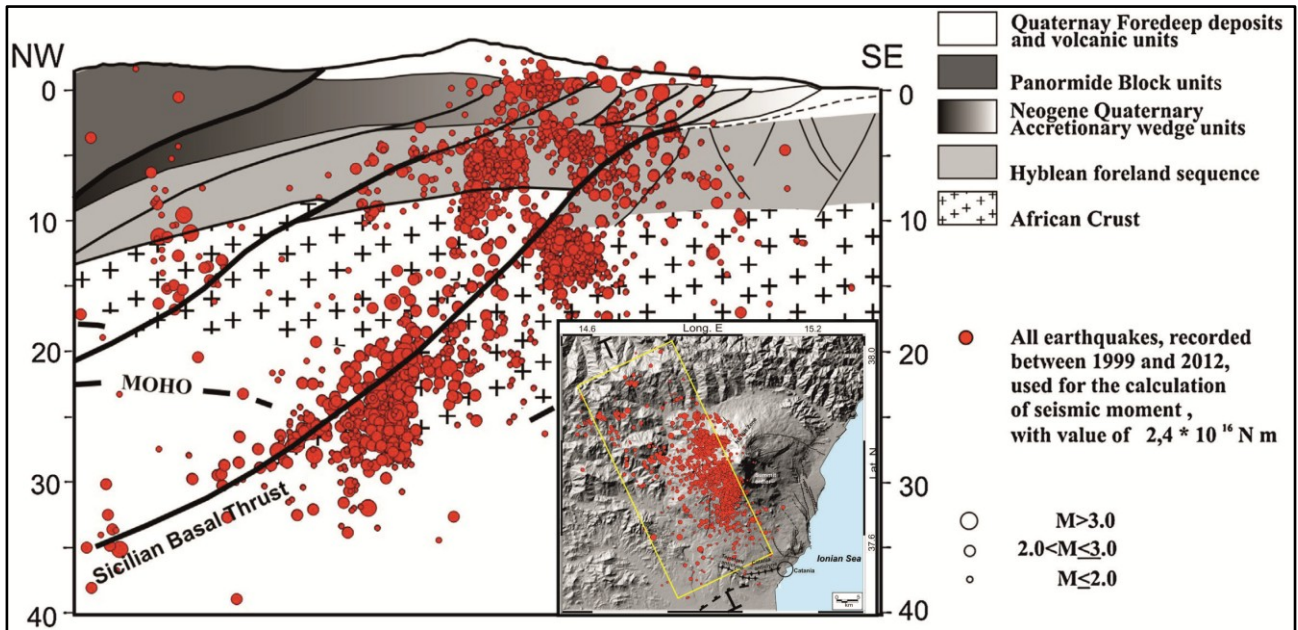 NW
SE
0
10
20
30
40
0
10
20
30
40
MOHO
Sicilian Basal Thrust
14.6
Long. E
15.2
38.0
Lat. N
37.6
Ionian Sea
Catania
km
Quaternay Foredeep deposits
and volcanic units
Panormide Block units
Neogene Quaternary
Accretionary wedge units
Hyblean foreland sequence
African Crust
All earthquakes, recorded
between 1999 and 2012,
used for the calculation
of seismic moment ,
with value of 2,4 * 10 16 N m
M>3.0
2.0<M≤3.0
M≤2.0